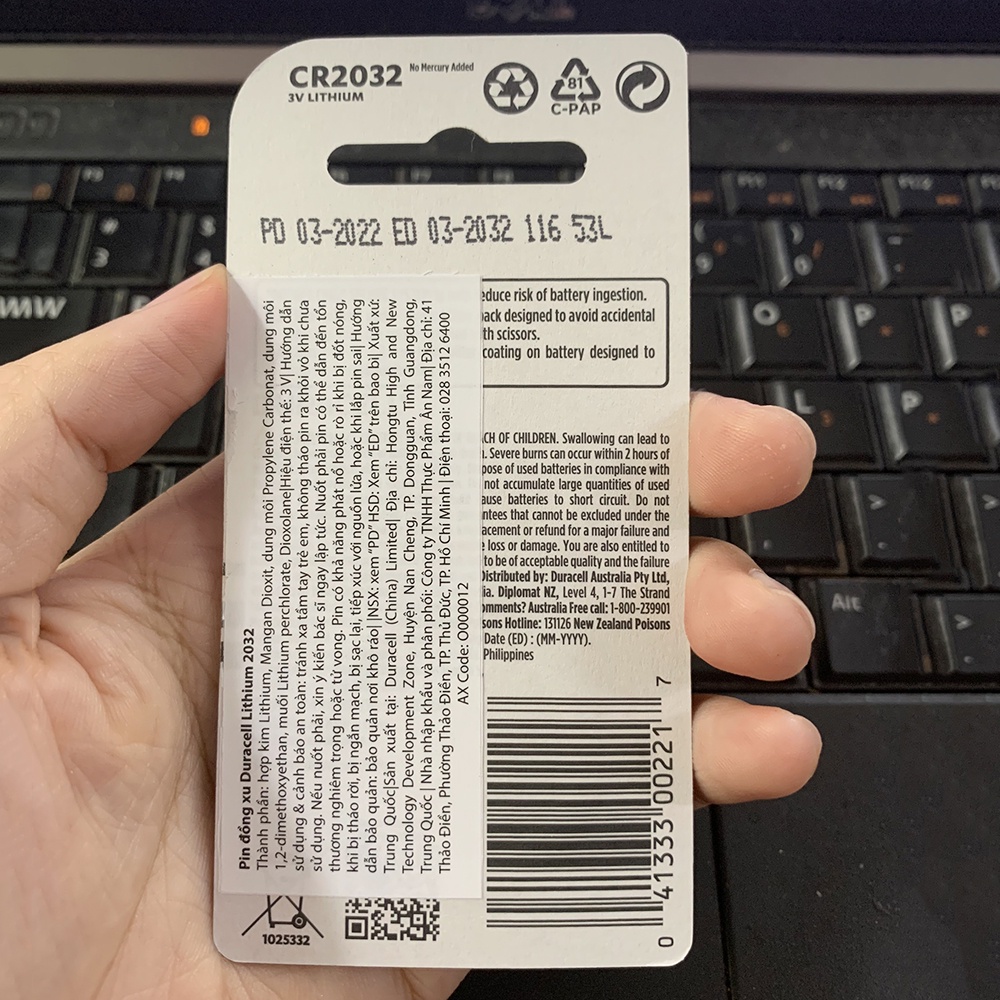 CR2032 No Mercury Added
3V LITHIUM
81
C-PAP
PD 03-2022 ED 03-2032 116 53L
educe risk of battery ingestion.
ack designed to avoid accidental
th scissors.
coating on battery designed to
CH OF CHILDREN. Swallowing can lead to
. Severe burns can occur within 2 hours of
pose of used batteries in compliance with
not accumulate large quantities of used
ause batteries to short circuit. Do not
ntees that cannot be excluded under the
acement or refund for a major failure and
e loss or damage. You are also entitled to
to be of acceptable quality and the failure
Distributed by: Duracell Australia Pty Ltd,
ia. Diplomat NZ, Level 4, 1-7 The Strand
omments? Australia Free call: 1-800-239901
sons Hotline: 131126 New Zealand Poisons
Date (ED) : (MM-YYYY).
Philippines
Pin đồng xu Duracell Lithium 2032
Thành phần: hợp kim Lithium, Mangan Dioxit, dung môi Propylene Carbonat, dung môi
1,2-dimethoxyethan, muối Lithium perchlorate, Dioxolane|Hiệu điện thế: 3 V| Hướng dẫn
sử dụng & cảnh báo an toàn: tránh xa tầm tay trẻ em, không tháo pin ra khỏi vỏ khi chưa
sử dụng. Nếu nuốt phải, xin ý kiến bác sĩ ngay lập tức. Nuốt phải pin có thể dẫn đến tổn
thương nghiêm trọng hoặc tử vong. Pin có khả năng phát nổ hoặc rò rỉ khi bị đốt nóng,
khi bị tháo rời, bị ngắn mạch, bị sạc lại, tiếp xúc với nguồn lửa, hoặc khi lắp pin sai| Hướng
dẫn bảo quản: bảo quản nơi khô ráo| |NSX: xem "PD" HSD: Xem "ED" trên bao bì| Xuất xứ:
Trung Quốc|Sản xuất tại: Duracell (China) Limited| Địa chỉ: Hongtu High and New
Technology Development Zone, Huyện Nan Cheng, TP. Dongguan, Tỉnh Guangdong,
Trung Quốc | Nhà nhập khẩu và phân phối: Công ty TNHH Thực Phẩm Ân Nam|Địa chỉ: 41
Thảo Điền, Phường Thảo Điền, TP. Thủ Đức, TP. Hồ Chí Minh | Điện thoại: 028 3512 6400
AX Code: O000012
0 41333 00221 7
1025332
F3
#
3
$
4
F11
F12
O
P
L
Alt